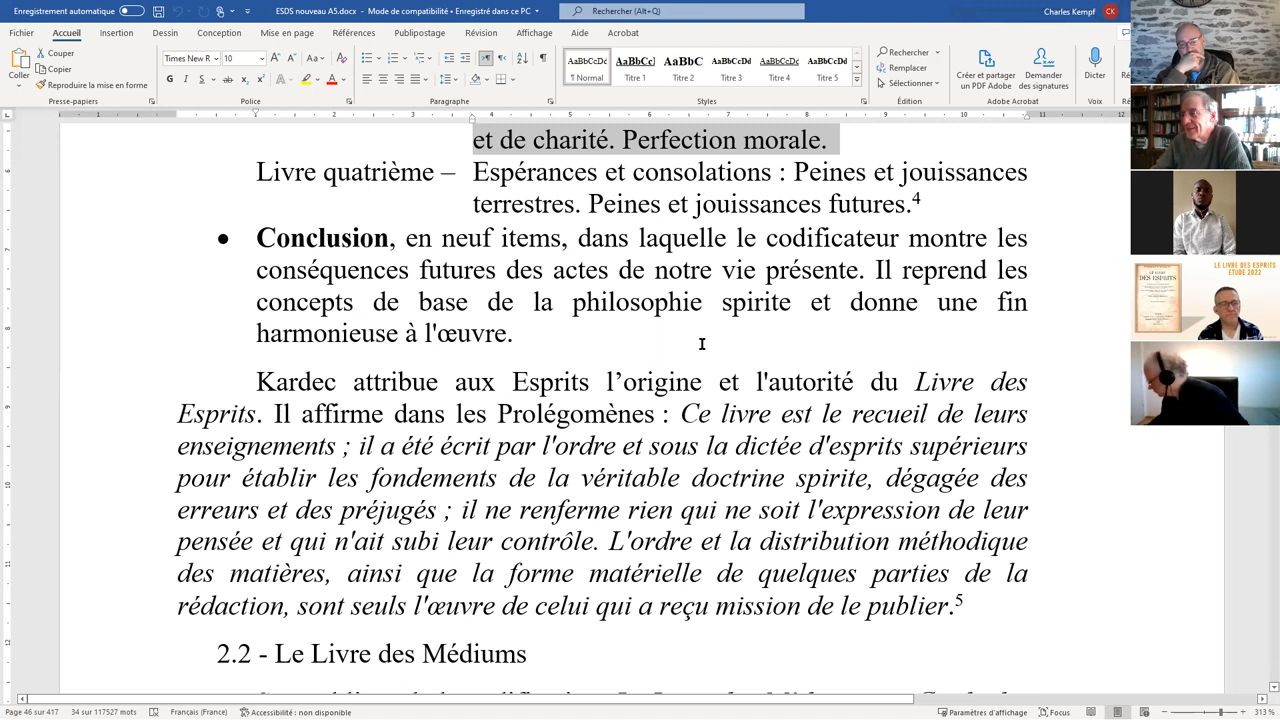 Enregistrement automatique
ESDS nouveau A5.docx - Mode de compatibilité • Enregistré dans ce PC
Rechercher (Alt+Q)
Charles Kempf
CK
Fichier Accueil Insertion Dessin Conception Mise en page Références Publipostage Révision Affichage Aide Acrobat
Coller
Couper
Copier
Reproduire la mise en forme
Presse-papiers
Times New R
10
Police
Paragraphe
AaBbCcDc AaBbCc AaBbC AaBbCcDc AaBbCcDc AaBbCcDc
¶ Normal Titre 1 Titre 2 Titre 3 Titre 4 Titre 5
Styles
Rechercher
Remplacer
Sélectionner
Édition
Créer et partager un PDF Adobe
Demander des signatures
Adobe Acrobat
Dicter
Voix
et de charité. Perfection morale.
Livre quatrième – Espérances et consolations : Peines et jouissances
terrestres. Peines et jouissances futures.4
• Conclusion, en neuf items, dans laquelle le codificateur montre les
conséquences futures des actes de notre vie présente. Il reprend les
concepts de base de la philosophie spirite et donne une fin
harmonieuse à l'œuvre.
Kardec attribue aux Esprits l’origine et l'autorité du Livre des
Esprits. Il affirme dans les Prolégomènes : Ce livre est le recueil de leurs
enseignements ; il a été écrit par l'ordre et sous la dictée d'esprits supérieurs
pour établir les fondements de la véritable doctrine spirite, dégagée des
erreurs et des préjugés ; il ne renferme rien qui ne soit l'expression de leur
pensée et qui n'ait subi leur contrôle. L'ordre et la distribution méthodique
des matières, ainsi que la forme matérielle de quelques parties de la
rédaction, sont seuls l'œuvre de celui qui a reçu mission de le publier.5
2.2 - Le Livre des Médiums
LE LIVRE DES ESPRITS
ETUDE 2022
DES ESPRITS
Page 46 sur 417 34 sur 117527 mots Français (France) Accessibilité : non disponible
Paramètres d'affichage Focus 313 %